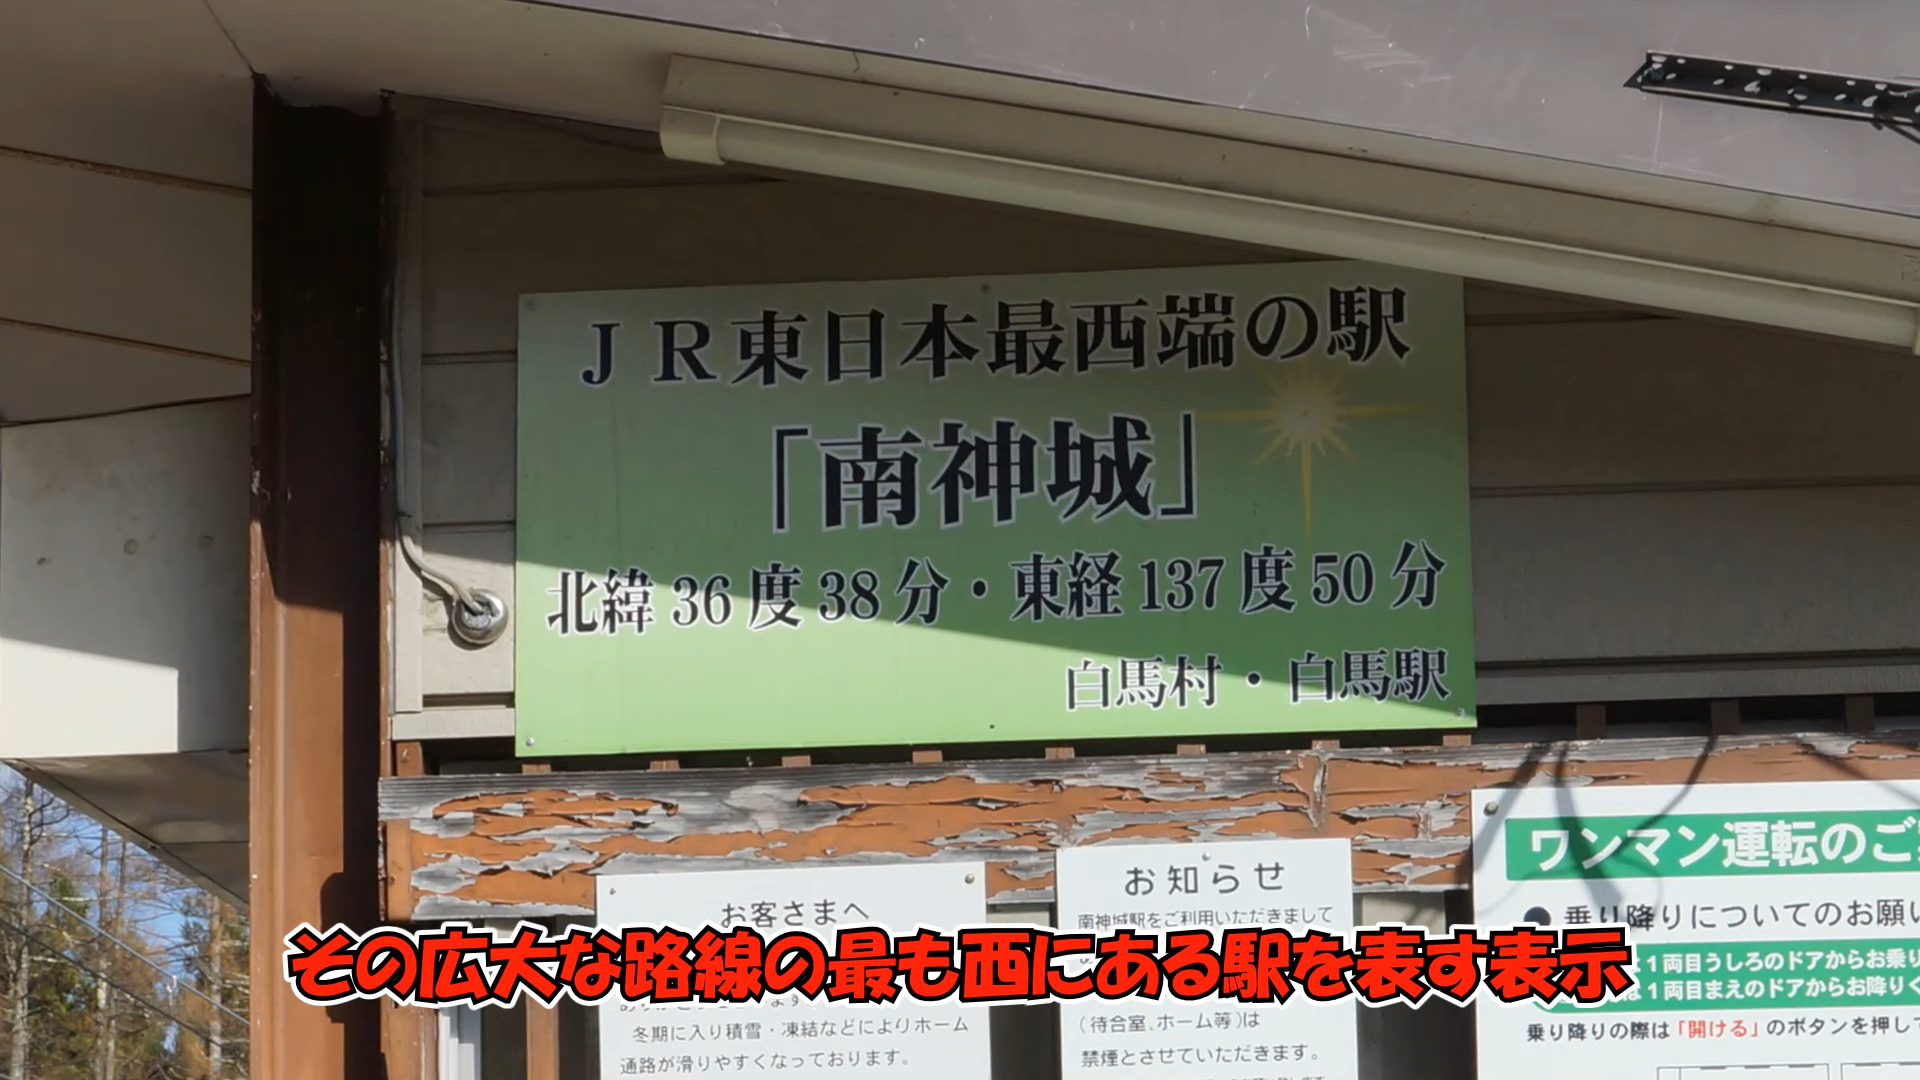 ＪＲ東日本最西端の駅
「南神城」
北緯36度38分・東経137度50分
白馬村・白馬駅
お客さまへ
冬期に入り積雪・凍結などによりホーム
通路が滑りやすくなっております。
お知らせ
南神城駅をご利用いただきまして
(待合室、ホーム等)は
禁煙とさせていただきます。
ワンマン運転のご
● 乗り降りについてのお願い
1両目うしろのドアからお乗り
は1両目まえのドアからお降りく
乗り降りの際は「開ける」のボタンを押して
その広大な路線の最も西にある駅を表す表示